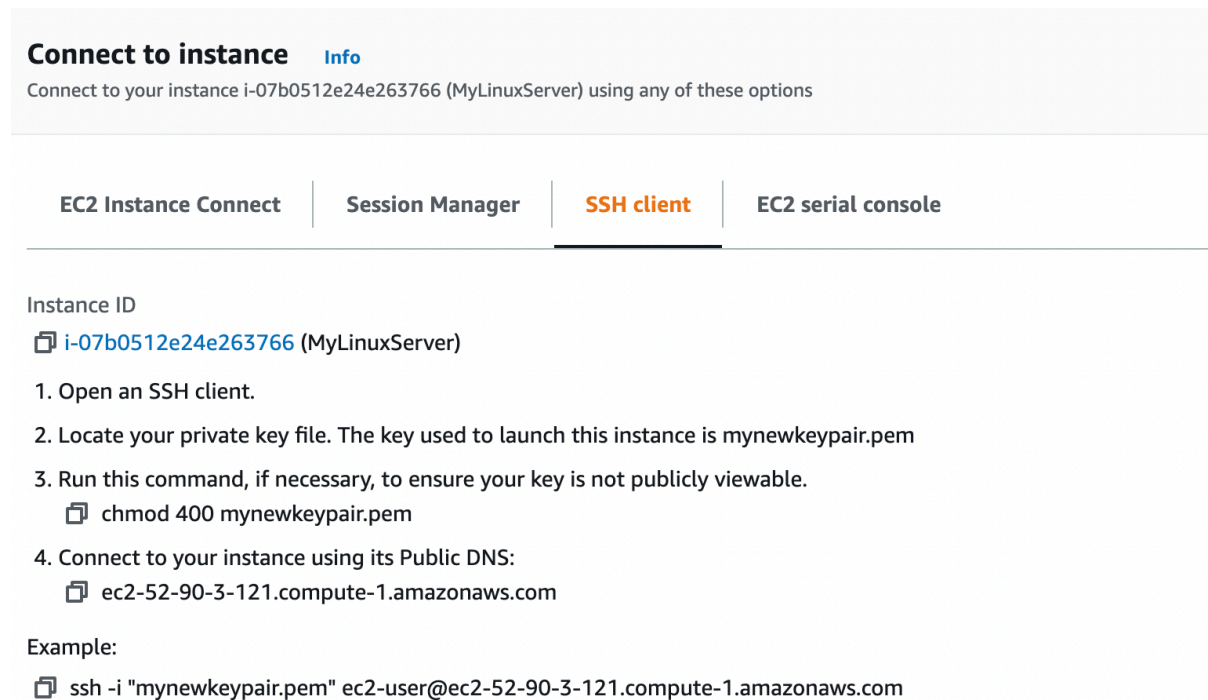 Connect to instance Info
Connect to your instance i-07b0512e24e263766 (MyLinuxServer) using any of these options
EC2 Instance Connect Session Manager SSH client EC2 serial console
Instance ID
i-07b0512e24e263766 (MyLinuxServer)
1. Open an SSH client.
2. Locate your private key file. The key used to launch this instance is mynewkeypair.pem
3. Run this command, if necessary, to ensure your key is not publicly viewable.
chmod 400 mynewkeypair.pem
4. Connect to your instance using its Public DNS:
ec2-52-90-3-121.compute-1.amazonaws.com
Example:
ssh -i "mynewkeypair.pem" ec2-user@ec2-52-90-3-121.compute-1.amazonaws.com